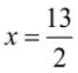 x = 13/2